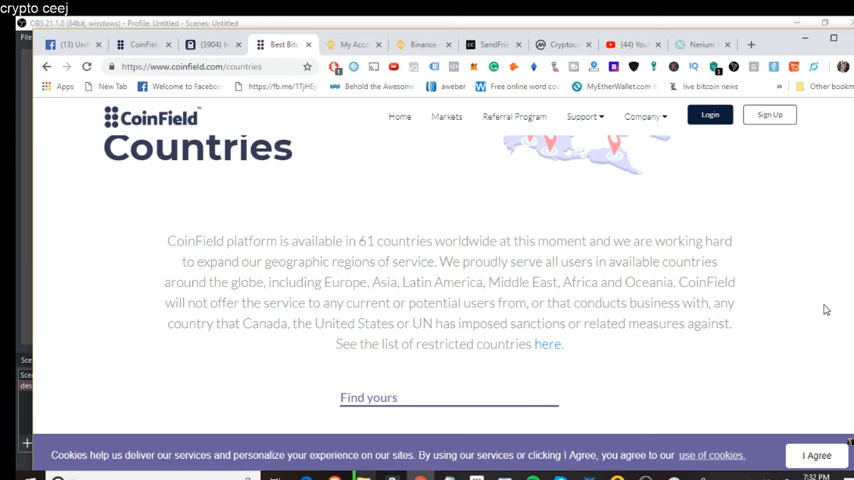 crypto ceej
OBS 21.1.0 (64bit, windows) - Profile: Untitled - Scenes: Untitled
(13) Unti
CoinField
(3904) I
Best Bitc
My Acco
Binance
SendFrie
Cryptoc
(44) You
Nerium
https://www.coinfield.com/countries
Apps
New Tab
Welcome to Facebo
https://fb.me/1TjHEy
Behold the Awesome
aweber
Free online word cou
MyEtherWallet.com
live bitcoin news
»
Other bookm
CoinField™
Home
Markets
Referral Program
Support
Company
Login
Sign Up
Countries
CoinField platform is available in 61 countries worldwide at this moment and we are working hard
to expand our geographic regions of service. We proudly serve all users in available countries
around the globe, including Europe, Asia, Latin America, Middle East, Africa and Oceania. CoinField
will not offer the service to any current or potential users from, or that conducts business with, any
country that Canada, the United States or UN has imposed sanctions or related measures against.
See the list of restricted countries here.
Find yours
Cookies help us deliver our services and personalize your experience on our sites. By using our services or clicking I Agree, you agree to our use of cookies.
I Agree
7:32 PM